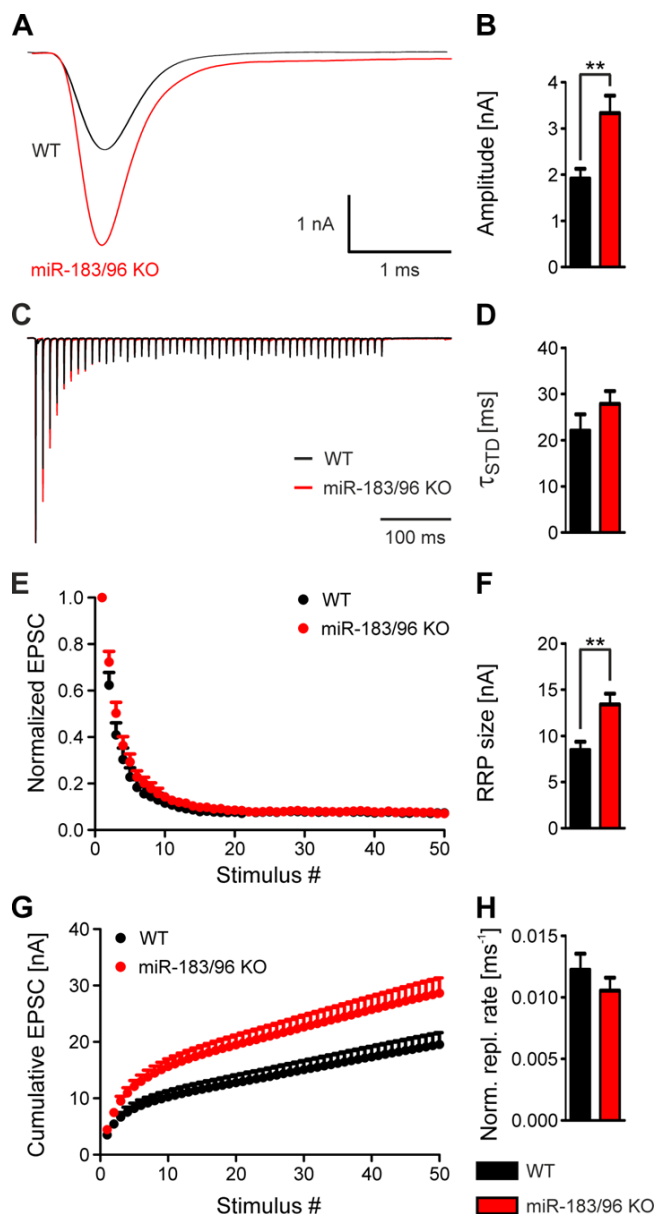 A
WT
miR-183/96 KO
1 nA
1 ms
B
**
Amplitude [nA]
4
3
2
1
0
C
WT
miR-183/96 KO
100 ms
D
τSTD [ms]
40
30
20
10
0
E
Normalized EPSC
1.0
0.8
0.6
0.4
0.2
0.0
WT
miR-183/96 KO
0 10 20 30 40 50
Stimulus #
F
**
RRP size [nA]
20
15
10
5
0
G
Cumulative EPSC [nA]
40
30
20
10
0
WT
miR-183/96 KO
0 10 20 30 40 50
Stimulus #
H
Norm. repl. rate [ms⁻¹]
0.015
0.010
0.005
0.000
WT
miR-183/96 KO